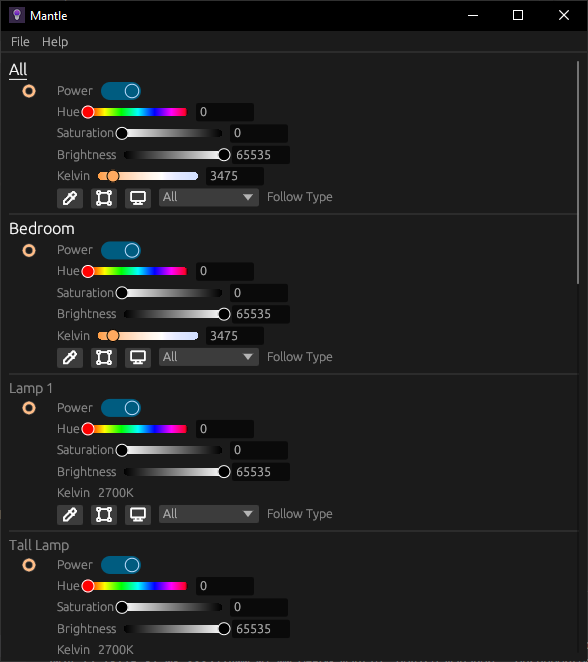 Mantle
File Help
All
Power
Hue 0
Saturation 0
Brightness 65535
Kelvin 3475
All Follow Type
Bedroom
Power
Hue 0
Saturation 0
Brightness 65535
Kelvin 3475
All Follow Type
Lamp 1
Power
Hue 0
Saturation 0
Brightness 65535
Kelvin 2700K
All Follow Type
Tall Lamp
Power
Hue 0
Saturation 0
Brightness 65535
Kelvin 2700K